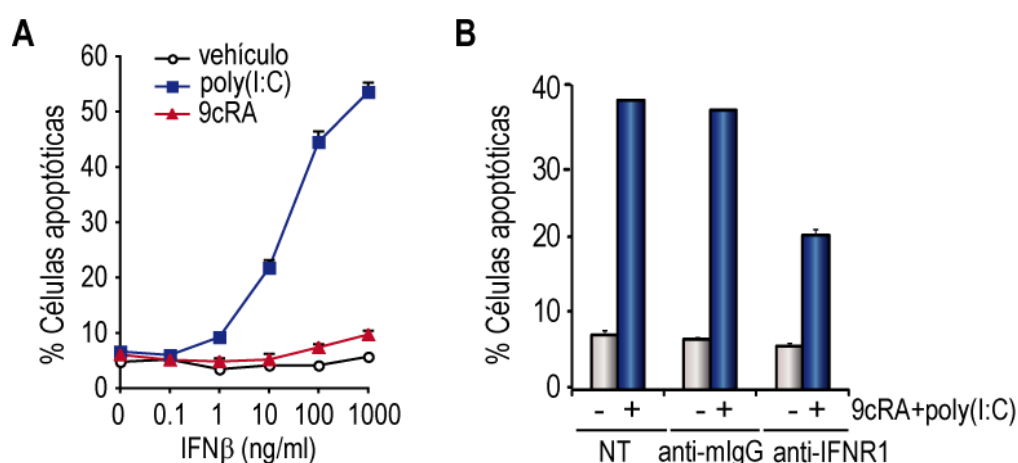 A
% Células apoptóticas
60
50
40
30
20
10
0
vehículo
poly(I:C)
9cRA
0 0.1 1 10 100 1000
IFNβ (ng/ml)
B
% Células apoptóticas
40
30
20
10
0
- + - + - + 9cRA+poly(I:C)
NT anti-mIgG anti-IFNR1